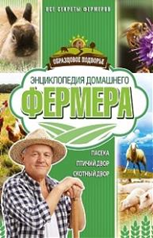 ВСЕ СЕКРЕТЫ ФЕРМЕРОВ
ОБРАЗЦОВОЕ ПОДВОРЬЕ
ЭНЦИКЛОПЕДИЯ ДОМАШНЕГО
ФЕРМЕРА
ПАСЕКА
ПТИЧИЙ ДВОР
СКОТНЫЙ ДВОР